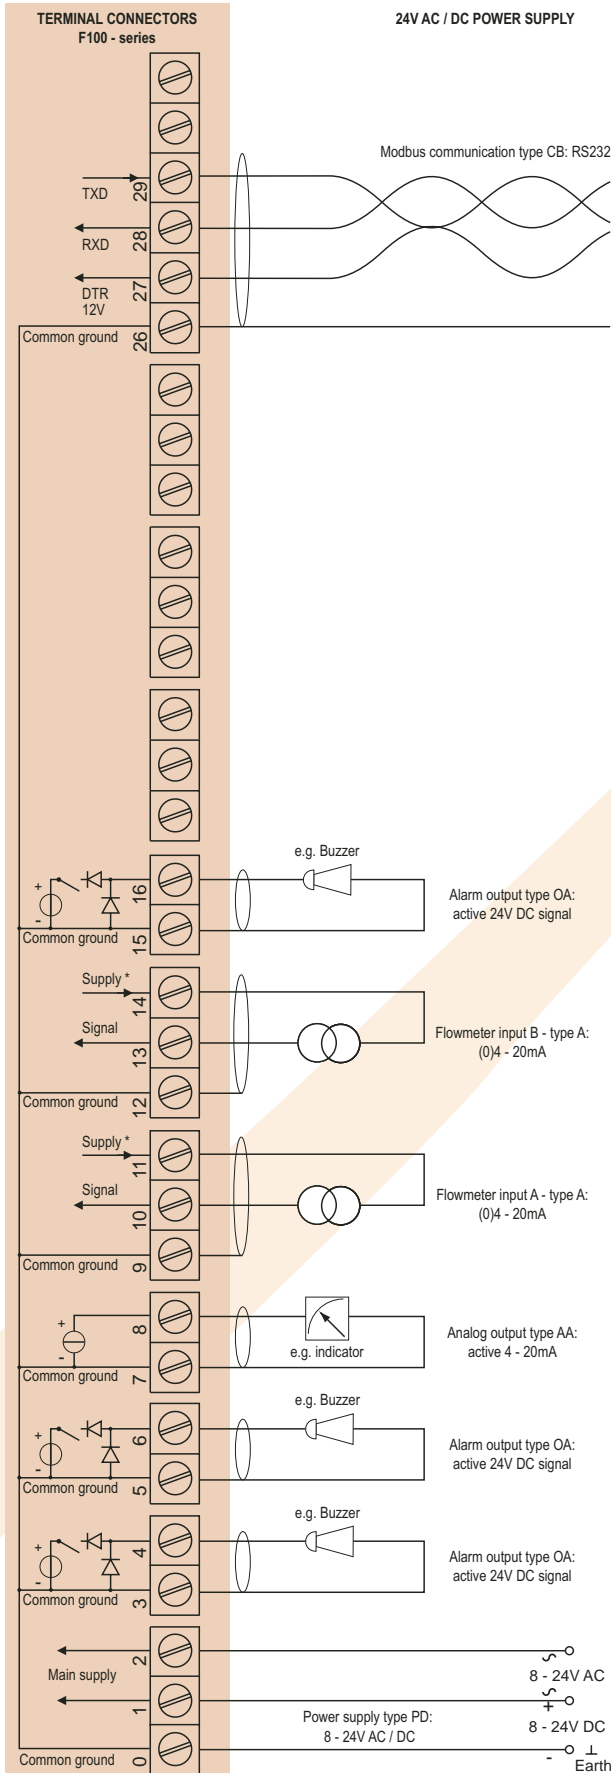 TERMINAL CONNECTORS
F100 - series
24V AC / DC POWER SUPPLY
Modbus communication type CB: RS232
TXD
29
RXD
28
DTR
12V
27
Common ground
26
e.g. Buzzer
+
-
16
Alarm output type OA:
active 24V DC signal
Common ground
15
Supply *
14
Signal
13
Flowmeter input B - type A:
(0)4 - 20mA
Common ground
12
Supply *
11
Signal
10
Flowmeter input A - type A:
(0)4 - 20mA
Common ground
9
+
-
8
e.g. indicator
Analog output type AA:
active 4 - 20mA
Common ground
7
e.g. Buzzer
+
-
6
Alarm output type OA:
active 24V DC signal
Common ground
5
e.g. Buzzer
+
-
4
Alarm output type OA:
active 24V DC signal
Common ground
3
2
Main supply
8 - 24V AC
1
+
Power supply type PD:
8 - 24V AC / DC
8 - 24V DC
Common ground
0
-
Earth